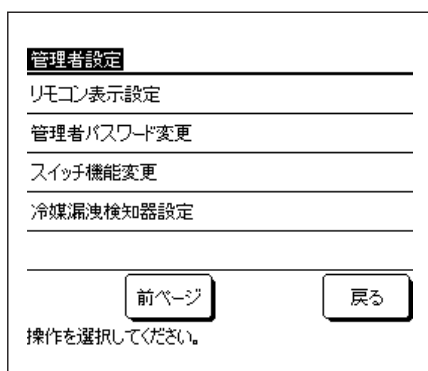 管理者設定
リモコン表示設定
管理者パスワード変更
スイッチ機能変更
冷媒漏洩検知器設定
前ページ 戻る
操作を選択してください。